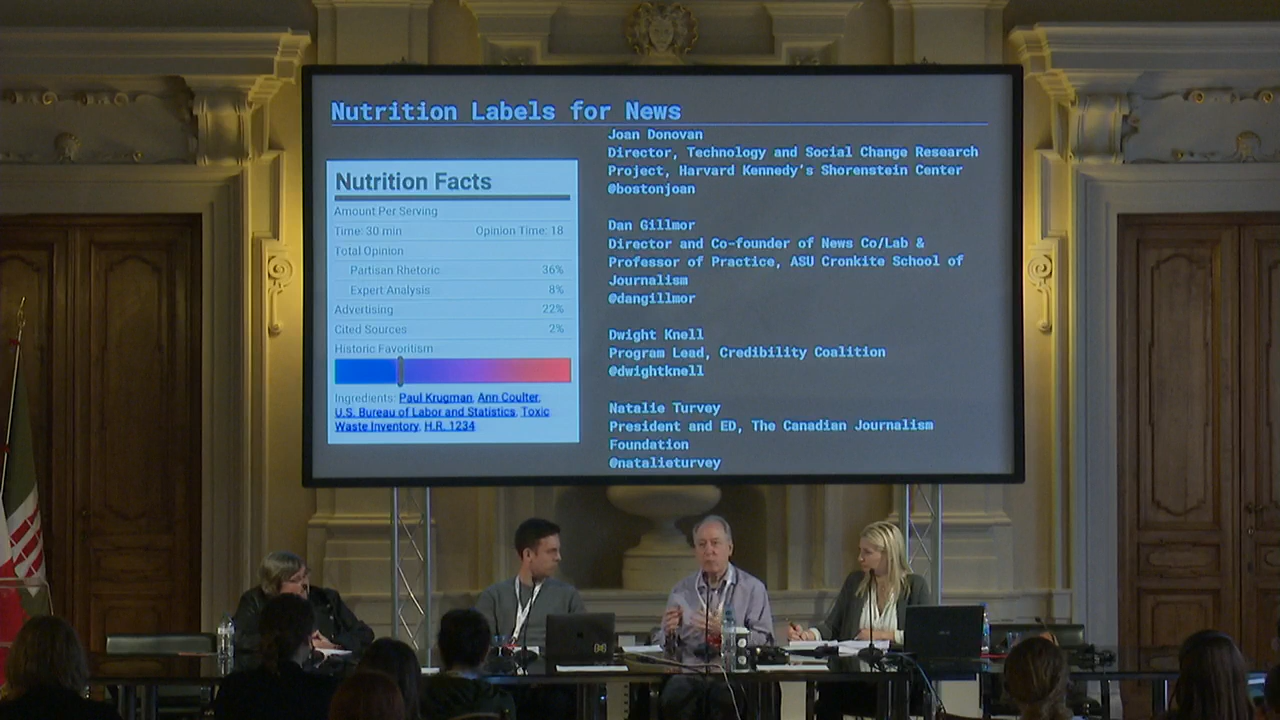 Nutrition Labels for News
Nutrition Facts
Amount Per Serving
Time: 30 min Opinion Time: 18
Total Opinion
Partisan Rhetoric 36%
Expert Analysis 8%
Advertising 22%
Cited Sources 2%
Historic Favoritism
Ingredients: Paul Krugman, Ann Coulter,
U.S. Bureau of Labor and Statistics, Toxic
Waste Inventory, H.R. 1234
Joan Donovan
Director, Technology and Social Change Research
Project, Harvard Kennedy's Shorenstein Center
@bostonjoan
Dan Gillmor
Director and Co-founder of News Co/Lab &
Professor of Practice, ASU Cronkite School of
Journalism
@dangillmor
Dwight Knell
Program Lead, Credibility Coalition
@dwightknell
Natalie Turvey
President and ED, The Canadian Journalism
Foundation
@natalieturvey